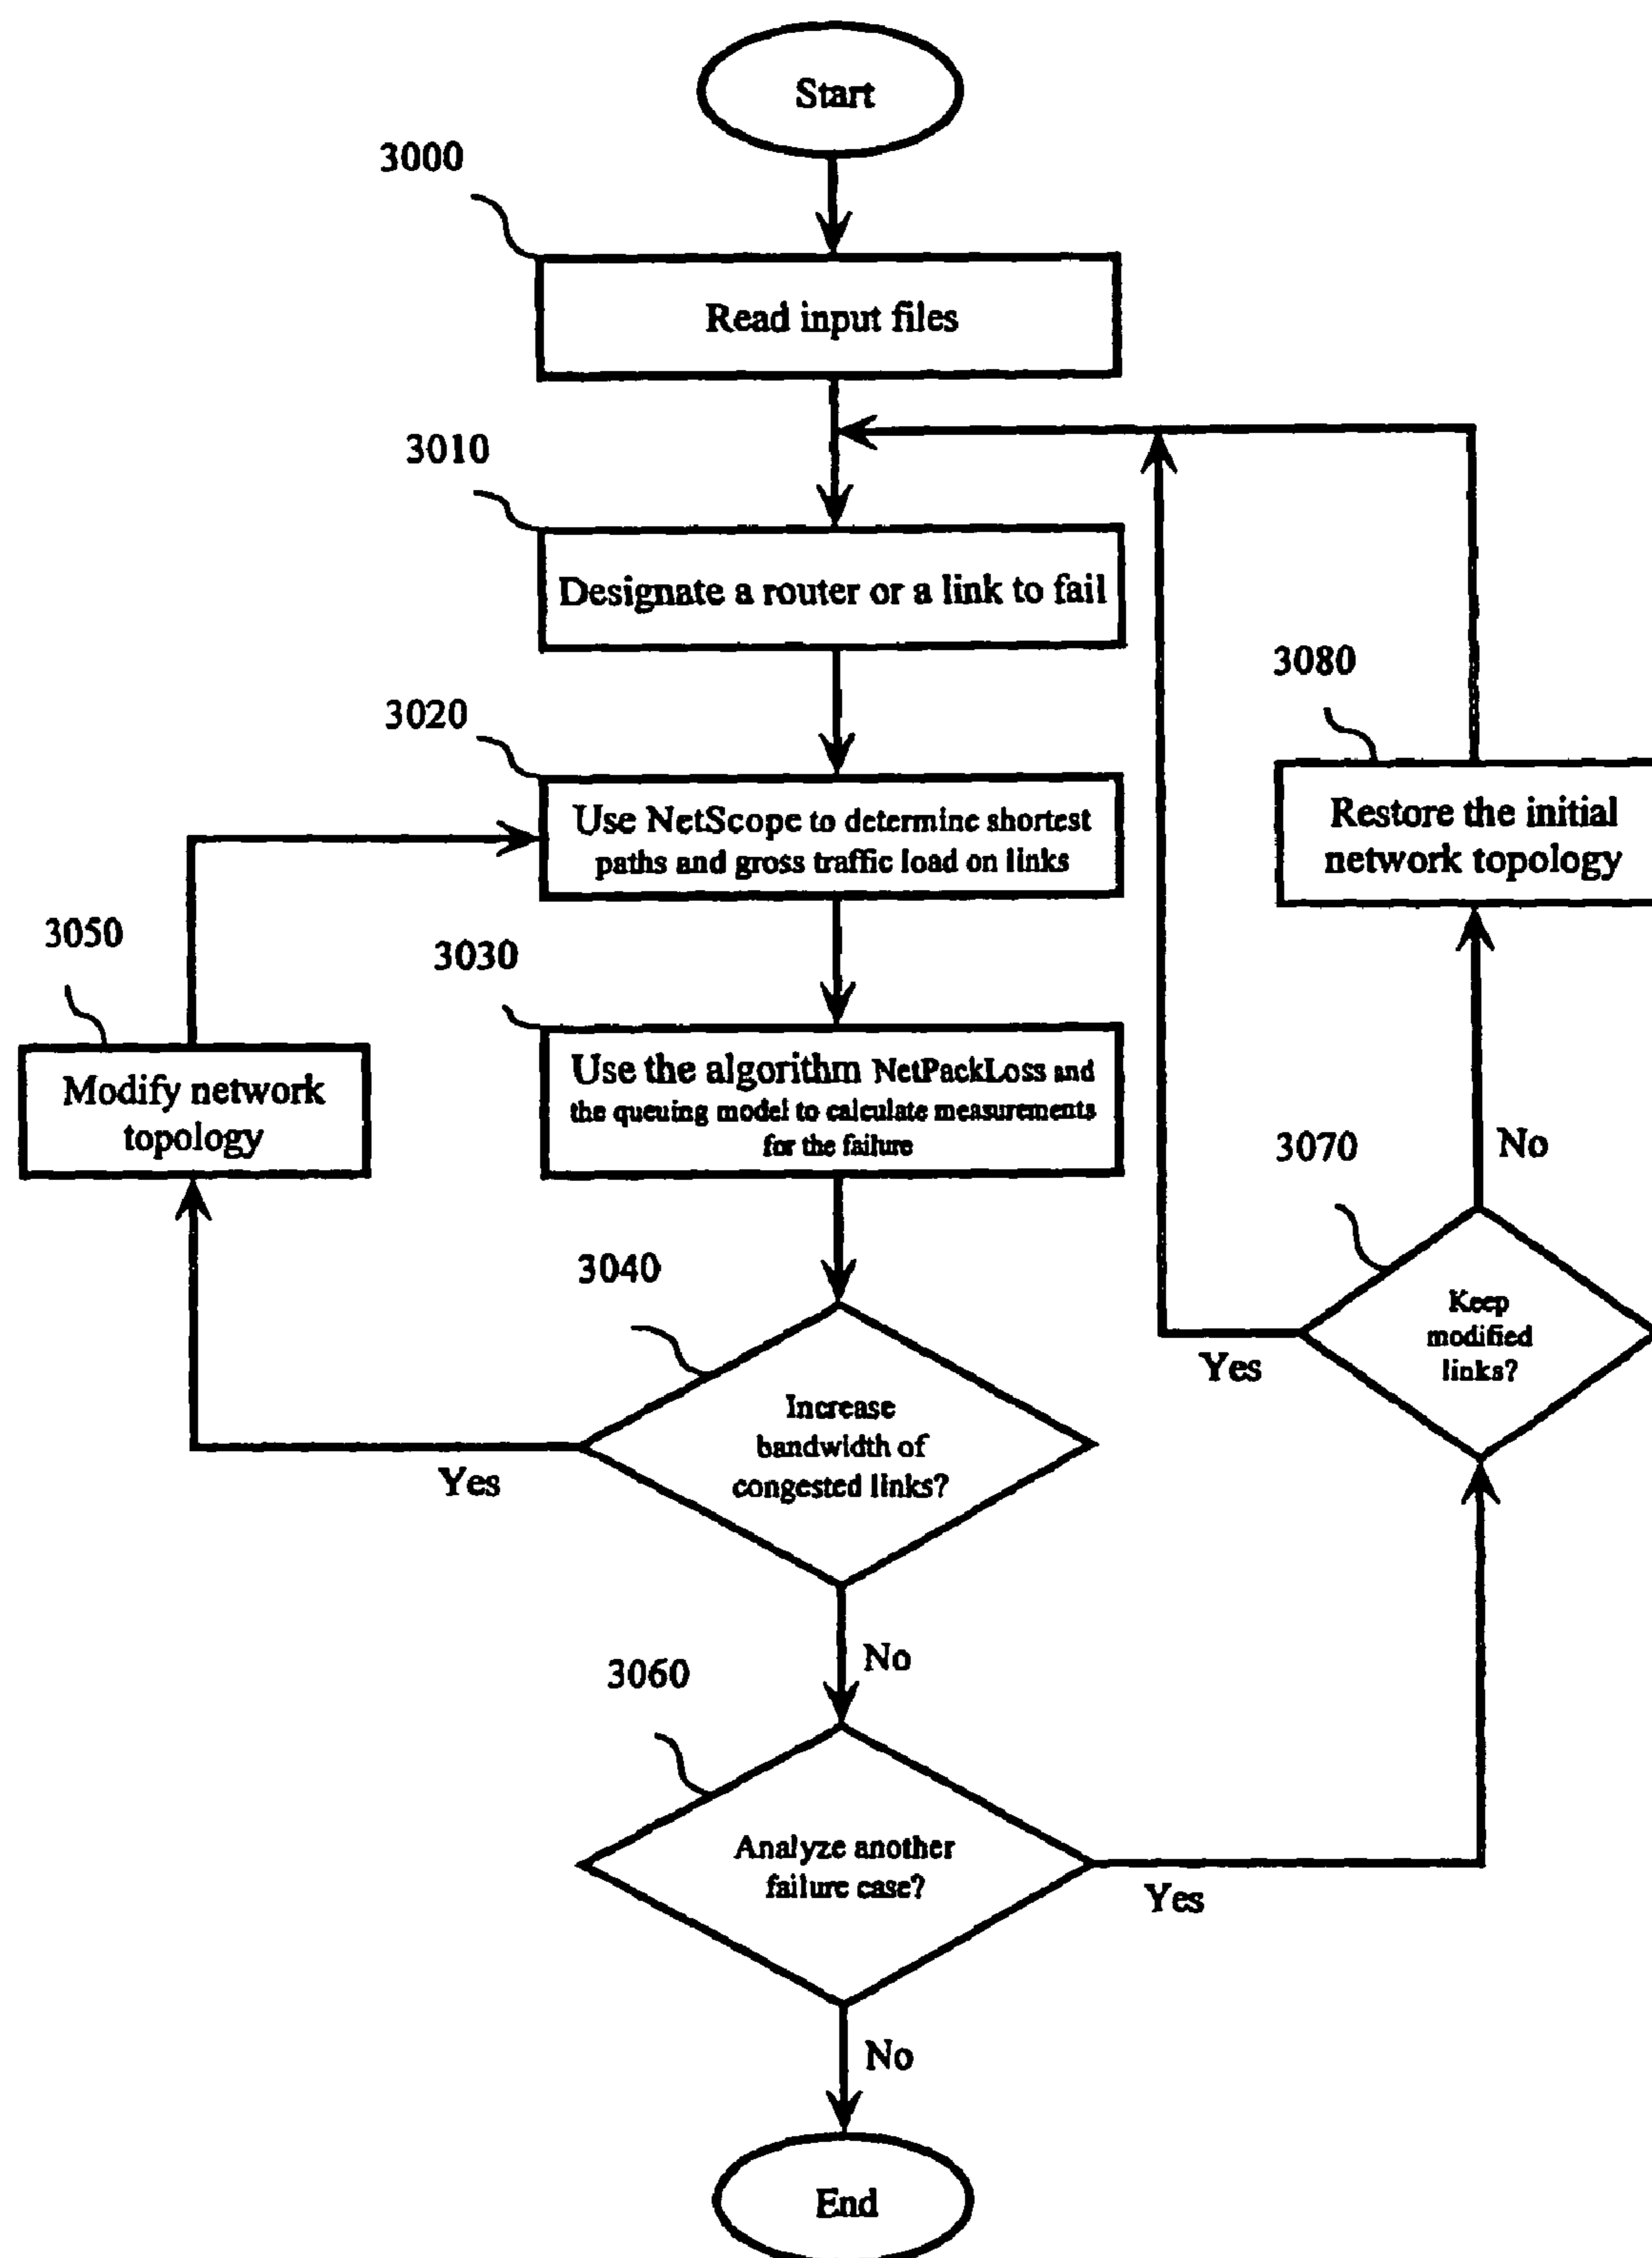 Start
3000
Read input files
3010
Designate a router or a link to fail
3020
Use NetScope to determine shortest
paths and gross traffic load on links
3080
Restore the initial
network topology
3050
Modify network
topology
3030
Use the algorithm NetPackLoss and
the queuing model to calculate measurements
for the failure
3070
No
Keep
modified
links?
Yes
3040
Increase
bandwidth of
congested links?
Yes
No
3060
Analyze another
failure case?
Yes
No
End